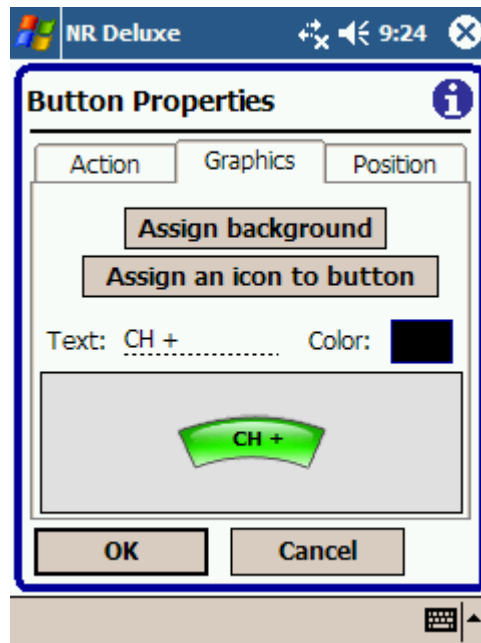 NR Deluxe 9:24
Button Properties
Action Graphics Position
Assign background
Assign an icon to button
Text: CH + Color:
CH +
OK Cancel